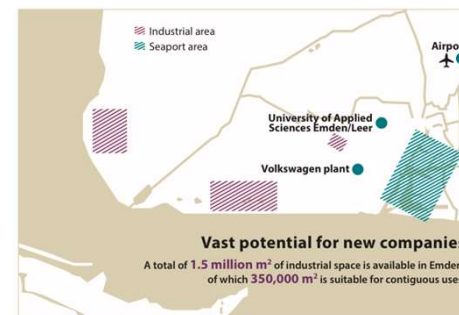 Industrial area
Seaport area
Airpo
University of Applied
Sciences Emden/Leer
Volkswagen plant
Vast potential for new companie
A total of 1.5 million m² of industrial space is available in Emden
of which 350,000 m² is suitable for contiguous use